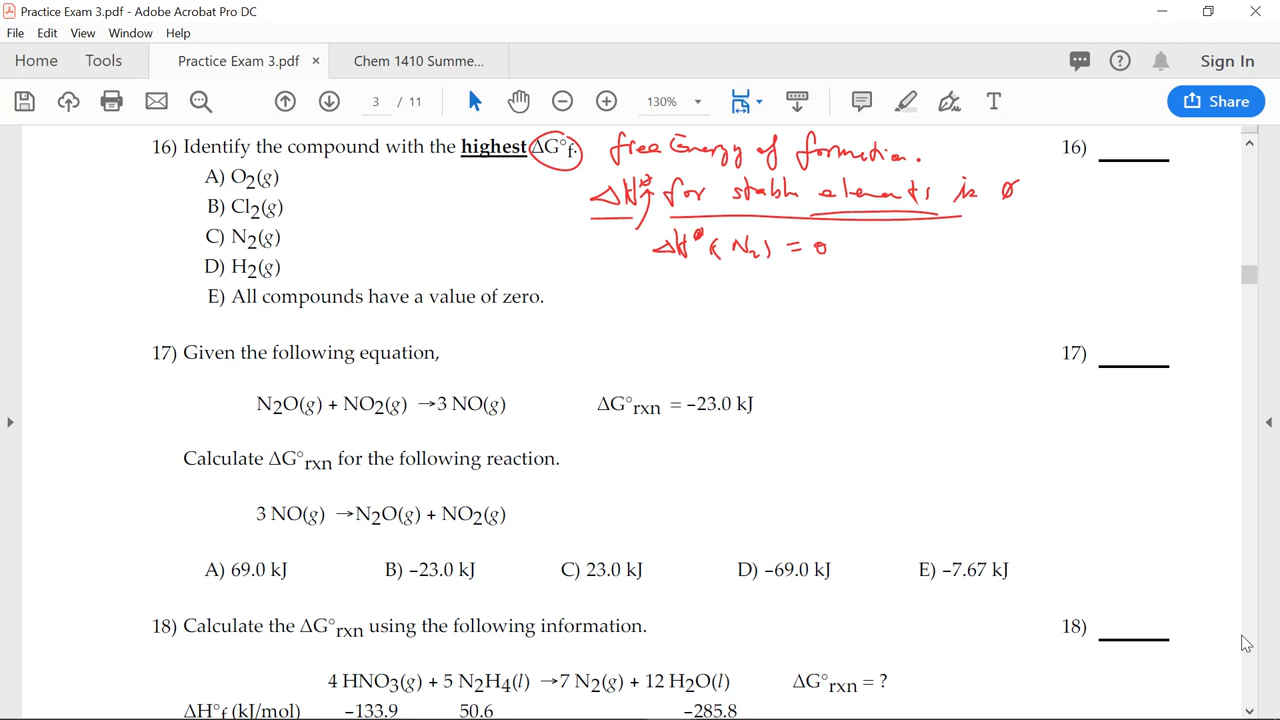 Practice Exam 3.pdf - Adobe Acrobat Pro DC
File Edit View Window Help
Home Tools Practice Exam 3.pdf × Chem 1410 Summe... Sign In
3 / 11 130% Share
16) Identify the compound with the highest ΔG°f. free Energy of formation. 16)
A) O2(g) ΔH° for stable elements is 0
B) Cl2(g)
C) N2(g) ΔH°(N2) = 0
D) H2(g)
E) All compounds have a value of zero.
17) Given the following equation, 17)
N2O(g) + NO2(g) →3 NO(g) ΔG°rxn = –23.0 kJ
Calculate ΔG°rxn for the following reaction.
3 NO(g) →N2O(g) + NO2(g)
A) 69.0 kJ B) –23.0 kJ C) 23.0 kJ D) –69.0 kJ E) –7.67 kJ
18) Calculate the ΔG°rxn using the following information. 18)
4 HNO3(g) + 5 N2H4(l) →7 N2(g) + 12 H2O(l) ΔG°rxn = ?
ΔH°f (kJ/mol) –133.9 50.6 –285.8